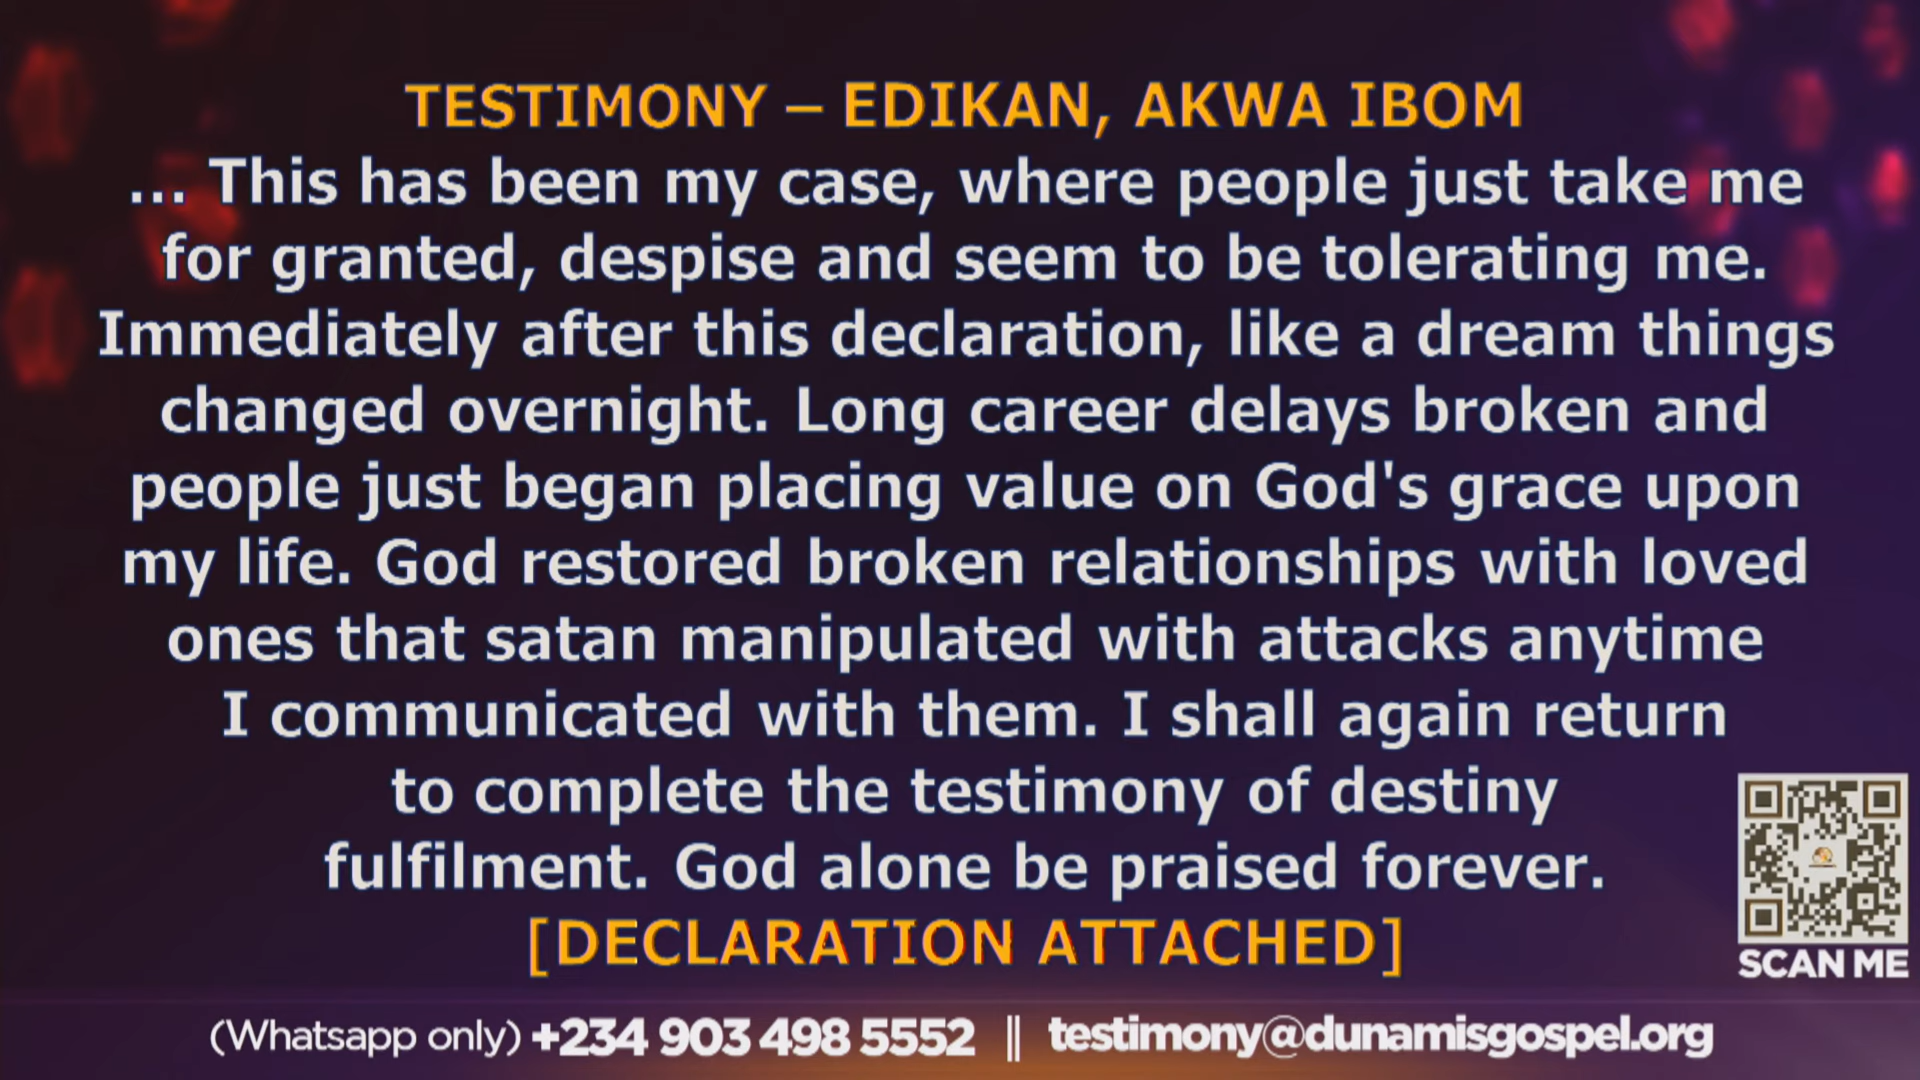 TESTIMONY – EDIKAN, AKWA IBOM
... This has been my case, where people just take me
for granted, despise and seem to be tolerating me.
Immediately after this declaration, like a dream things
changed overnight. Long career delays broken and
people just began placing value on God's grace upon
my life. God restored broken relationships with loved
ones that satan manipulated with attacks anytime
I communicated with them. I shall again return
to complete the testimony of destiny
fulfilment. God alone be praised forever.
[DECLARATION ATTACHED]
SCAN ME
(Whatsapp only) +234 903 498 5552 || testimony@dunamisgospel.org